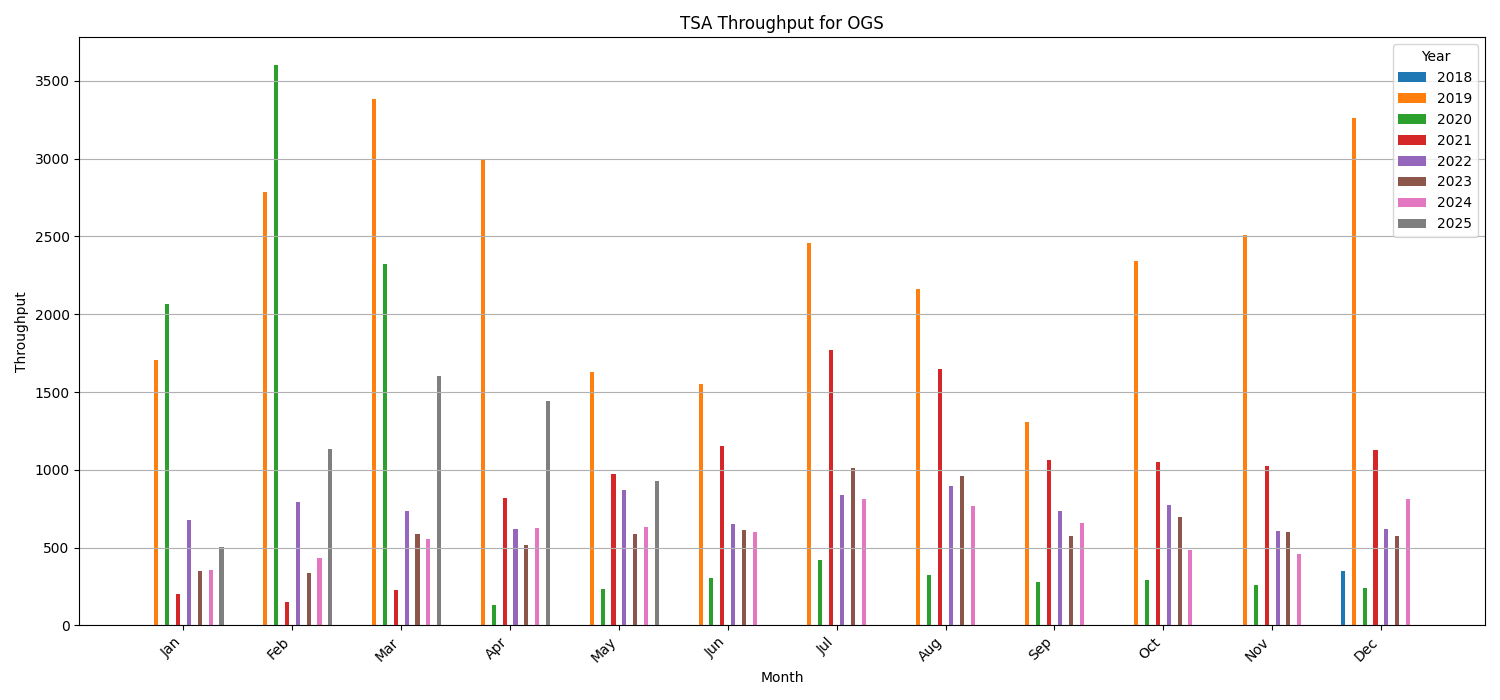 TSA Throughput for OGS
Year
2018
2019
2020
2021
2022
2023
2024
2025
Throughput
3500
3000
2500
2000
1500
1000
500
0
Jan
Feb
Mar
Apr
May
Jun
Jul
Aug
Sep
Oct
Nov
Dec
Month